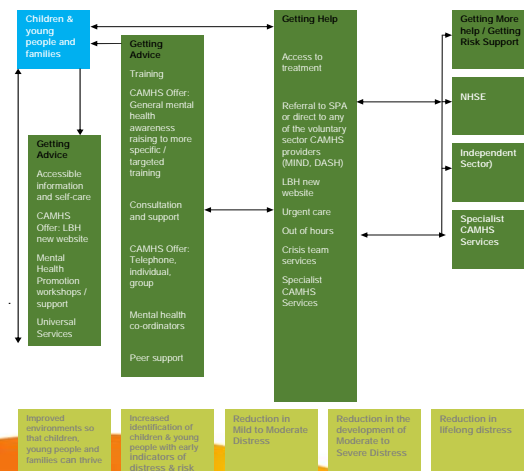 Children &
young
people and
families
Getting
Advice
Accessible
information
and self-care
CAMHS
Offer: LBH
new website
Mental
Health
Promotion
workshops /
support
Universal
Services
Getting
Advice
Training
CAMHS Offer:
General mental
health
awareness
raising to more
specific /
targeted
training
Consultation
and support
CAMHS Offer:
Telephone,
individual,
group
Mental health
co-ordinators
Peer support
Getting Help
Access to
treatment
Referral to SPA
or direct to any
of the voluntary
sector CAMHS
providers
(MIND, DASH)
LBH new
website
Urgent care
Out of hours
Crisis team
services
Specialist
CAMHS
Services
Getting More
help / Getting
Risk Support
NHSE
Independent
Sector)
Specialist
CAMHS
Services
Improved
environments so
that children,
young people and
families can thrive
Increased
identification of
children & young
people with early
indicators of
distress & risk
Reduction in
Mild to Moderate
Distress
Reduction in the
development of
Moderate to
Severe Distress
Reduction in
lifelong distress